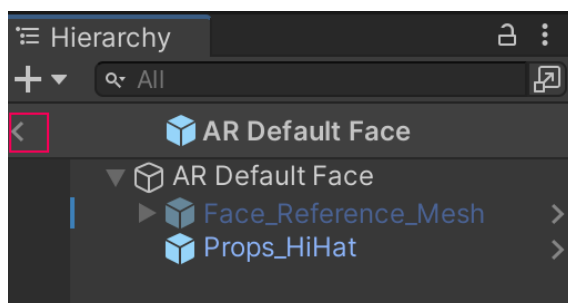 Hierarchy
All
AR Default Face
AR Default Face
Face_Reference_Mesh
Props_HiHat